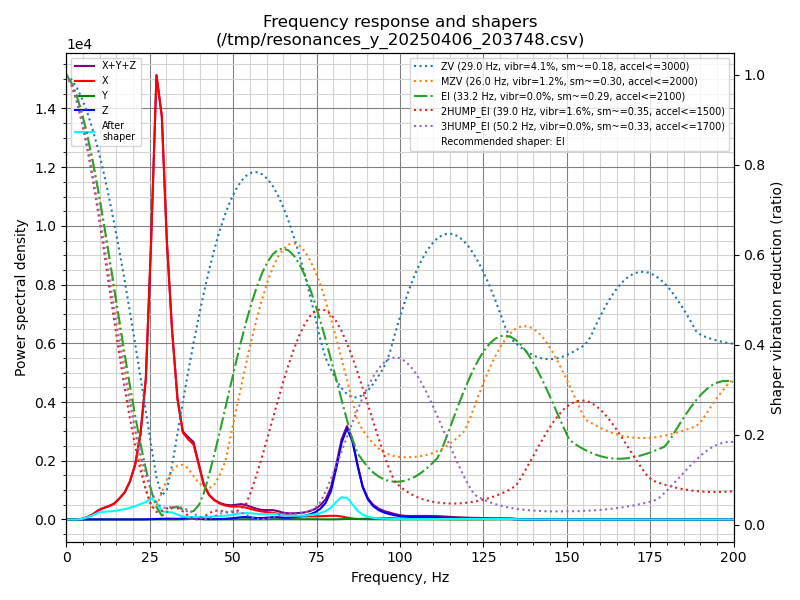 Frequency response and shapers
(/tmp/resonances_y_20250406_203748.csv)
1e4
X+Y+Z
X
Y
Z
After
shaper
ZV (29.0 Hz, vibr=4.1%, sm~=0.18, accel<=3000)
MZV (26.0 Hz, vibr=1.2%, sm~=0.30, accel<=2000)
EI (33.2 Hz, vibr=0.0%, sm~=0.29, accel<=2100)
2HUMP_EI (39.0 Hz, vibr=1.6%, sm~=0.35, accel<=1500)
3HUMP_EI (50.2 Hz, vibr=0.0%, sm~=0.33, accel<=1700)
Recommended shaper: EI
Power spectral density
1.4
1.2
1.0
0.8
0.6
0.4
0.2
0.0
1.0
0.8
0.6
0.4
0.2
0.0
Shaper vibration reduction (ratio)
0 25 50 75 100 125 150 175 200
Frequency, Hz